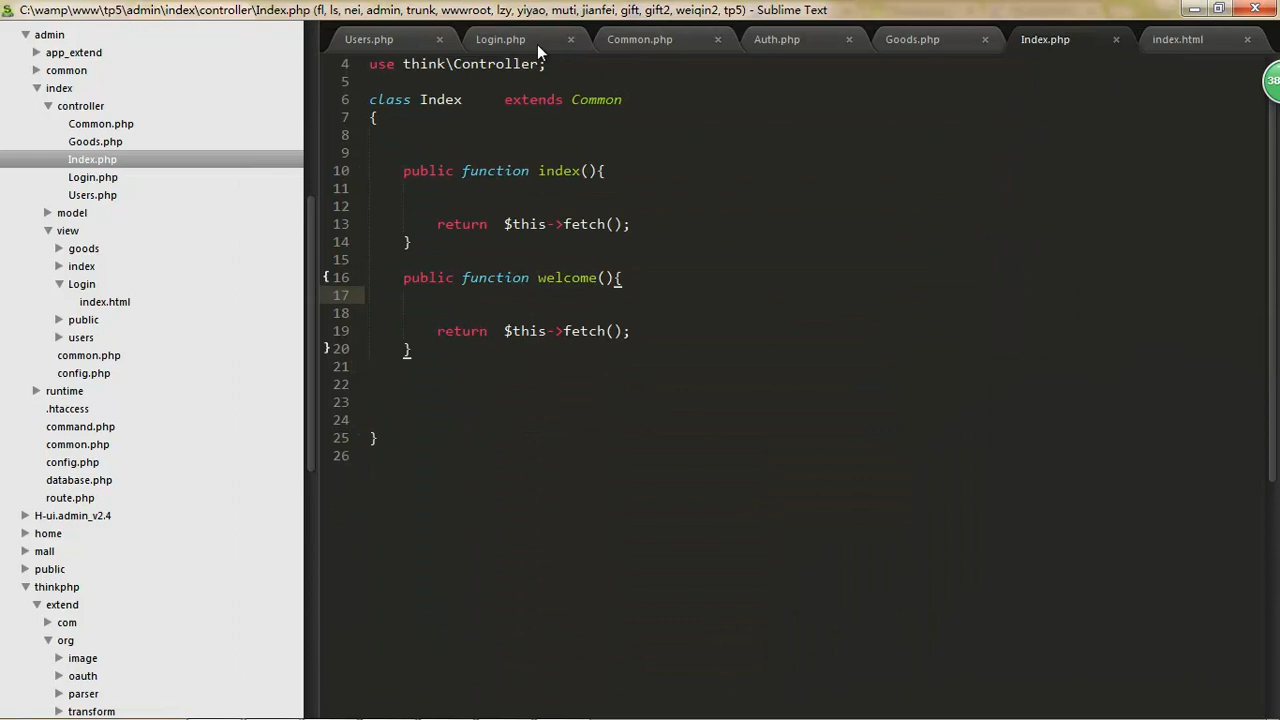 C:\wamp\www\tp5\admin\index\controller\Index.php (fl, ls, nei, admin, trunk, wwwroot, lzy, yiyao, muti, jianfei, gift, gift2, weiqin2, tp5) - Sublime Text
admin
app_extend
common
index
controller
Common.php
Goods.php
Index.php
Login.php
Users.php
model
view
goods
index
Login
index.html
public
users
common.php
config.php
runtime
.htaccess
command.php
common.php
config.php
database.php
route.php
H-ui.admin_v2.4
home
mall
public
thinkphp
extend
com
org
image
oauth
parser
transform
Users.php × Login.php × Common.php × Auth.php × Goods.php × Index.php × index.html ×
4 use think\Controller;
5
6 class Index extends Common
7 {
8
9
10 public function index(){
11
12
13 return $this->fetch();
14 }
15
{ 16 public function welcome(){
17
18
19 return $this->fetch();
} 20 }
21
22
23
24
25 }
26
38